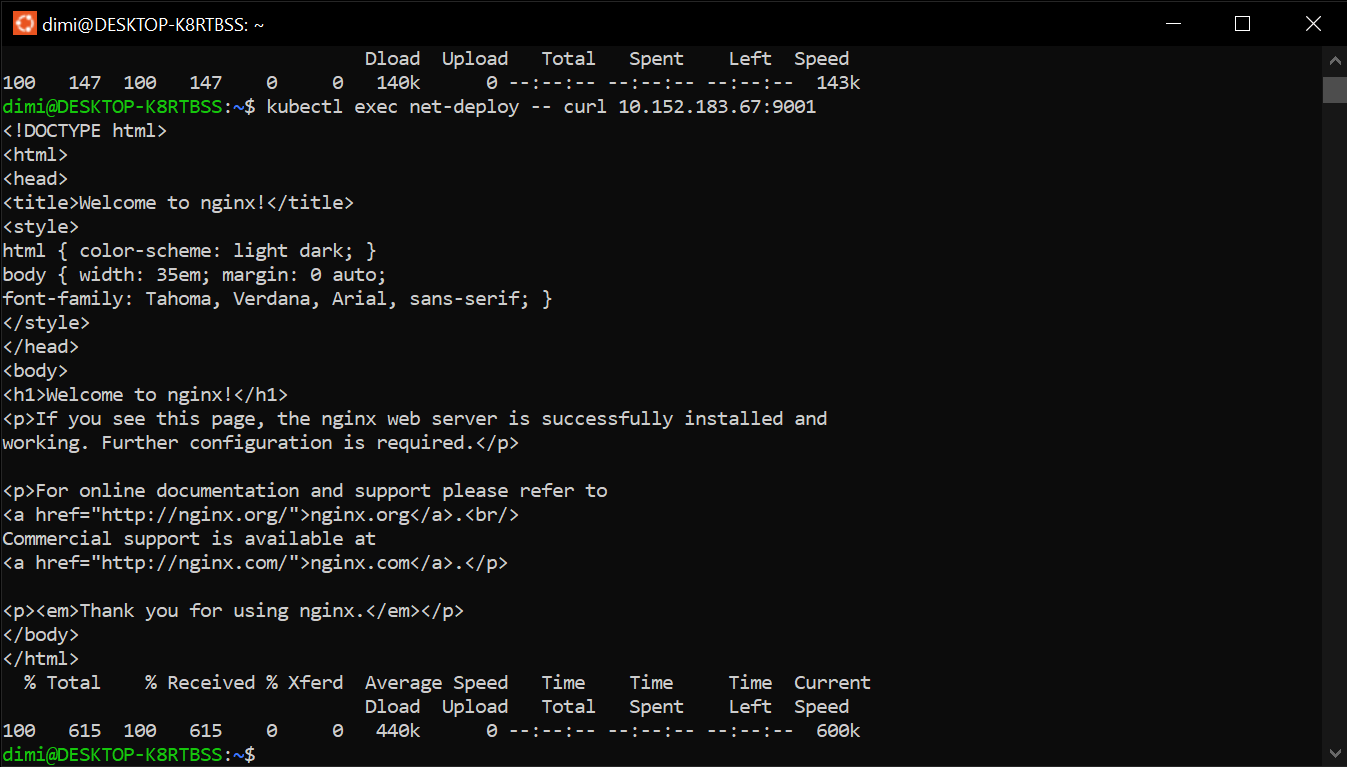 dimi@DESKTOP-K8RTBSS: ~
Dload  Upload   Total   Spent    Left  Speed
100   147  100   147    0     0   140k      0 --:--:-- --:--:-- --:--:--  143k
dimi@DESKTOP-K8RTBSS:~$ kubectl exec net-deploy -- curl 10.152.183.67:9001
<!DOCTYPE html>
<html>
<head>
<title>Welcome to nginx!</title>
<style>
html { color-scheme: light dark; }
body { width: 35em; margin: 0 auto;
font-family: Tahoma, Verdana, Arial, sans-serif; }
</style>
</head>
<body>
<h1>Welcome to nginx!</h1>
<p>If you see this page, the nginx web server is successfully installed and
working. Further configuration is required.</p>
<p>For online documentation and support please refer to
<a href="http://nginx.org/">nginx.org</a>.<br/>
Commercial support is available at
<a href="http://nginx.com/">nginx.com</a>.</p>
<p><em>Thank you for using nginx.</em></p>
</body>
</html>
% Total    % Received % Xferd  Average Speed   Time    Time     Time  Current
Dload  Upload   Total   Spent    Left  Speed
100   615  100   615    0     0   440k      0 --:--:-- --:--:-- --:--:--  600k
dimi@DESKTOP-K8RTBSS:~$